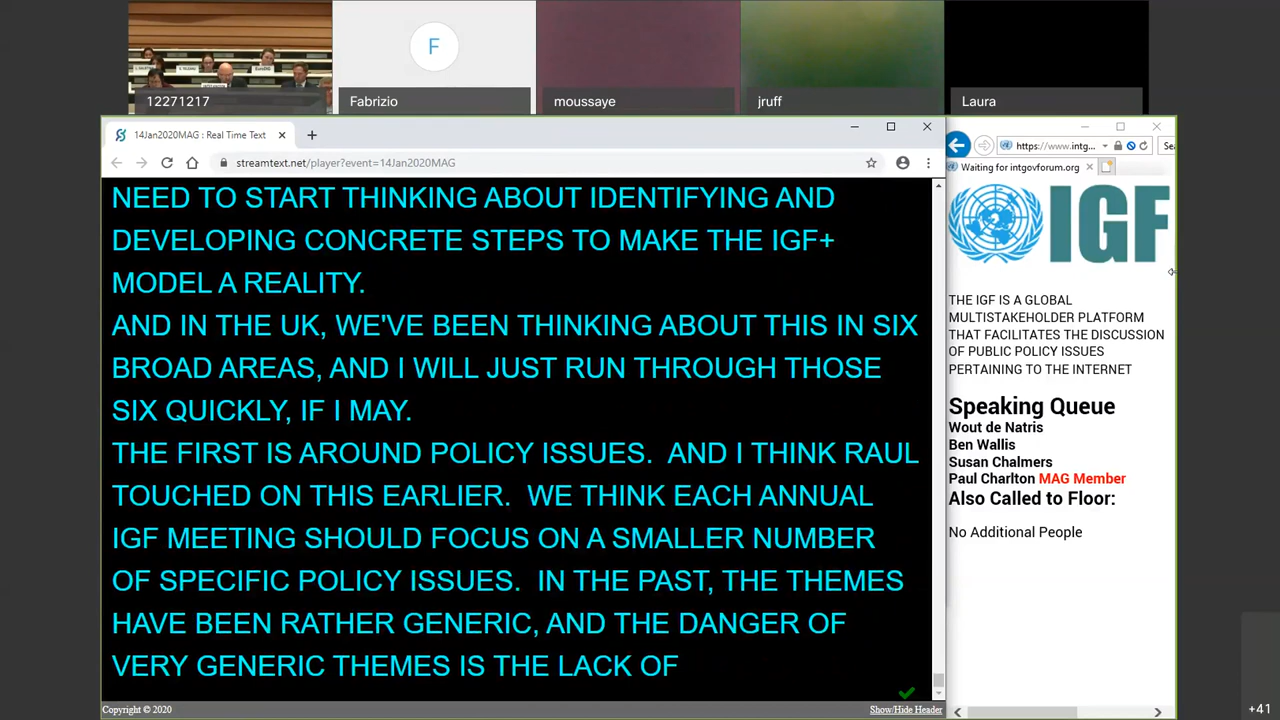 12271217
F
Fabrizio
moussaye
jruff
Laura
14Jan2020MAG : Real Time Text
streamtext.net/player?event=14Jan2020MAG
NEED TO START THINKING ABOUT IDENTIFYING AND
DEVELOPING CONCRETE STEPS TO MAKE THE IGF+
MODEL A REALITY.
AND IN THE UK, WE'VE BEEN THINKING ABOUT THIS IN SIX
BROAD AREAS, AND I WILL JUST RUN THROUGH THOSE
SIX QUICKLY, IF I MAY.
THE FIRST IS AROUND POLICY ISSUES.  AND I THINK RAUL
TOUCHED ON THIS EARLIER.  WE THINK EACH ANNUAL
IGF MEETING SHOULD FOCUS ON A SMALLER NUMBER
OF SPECIFIC POLICY ISSUES.  IN THE PAST, THE THEMES
HAVE BEEN RATHER GENERIC, AND THE DANGER OF
VERY GENERIC THEMES IS THE LACK OF
Copyright © 2020
Show/Hide Header
https://www.intg...
Sea
Waiting for intgovforum.org
IGF
THE IGF IS A GLOBAL
MULTISTAKEHOLDER PLATFORM
THAT FACILITATES THE DISCUSSION
OF PUBLIC POLICY ISSUES
PERTAINING TO THE INTERNET
Speaking Queue
Wout de Natris
Ben Wallis
Susan Chalmers
Paul Charlton MAG Member
Also Called to Floor:
No Additional People
+41